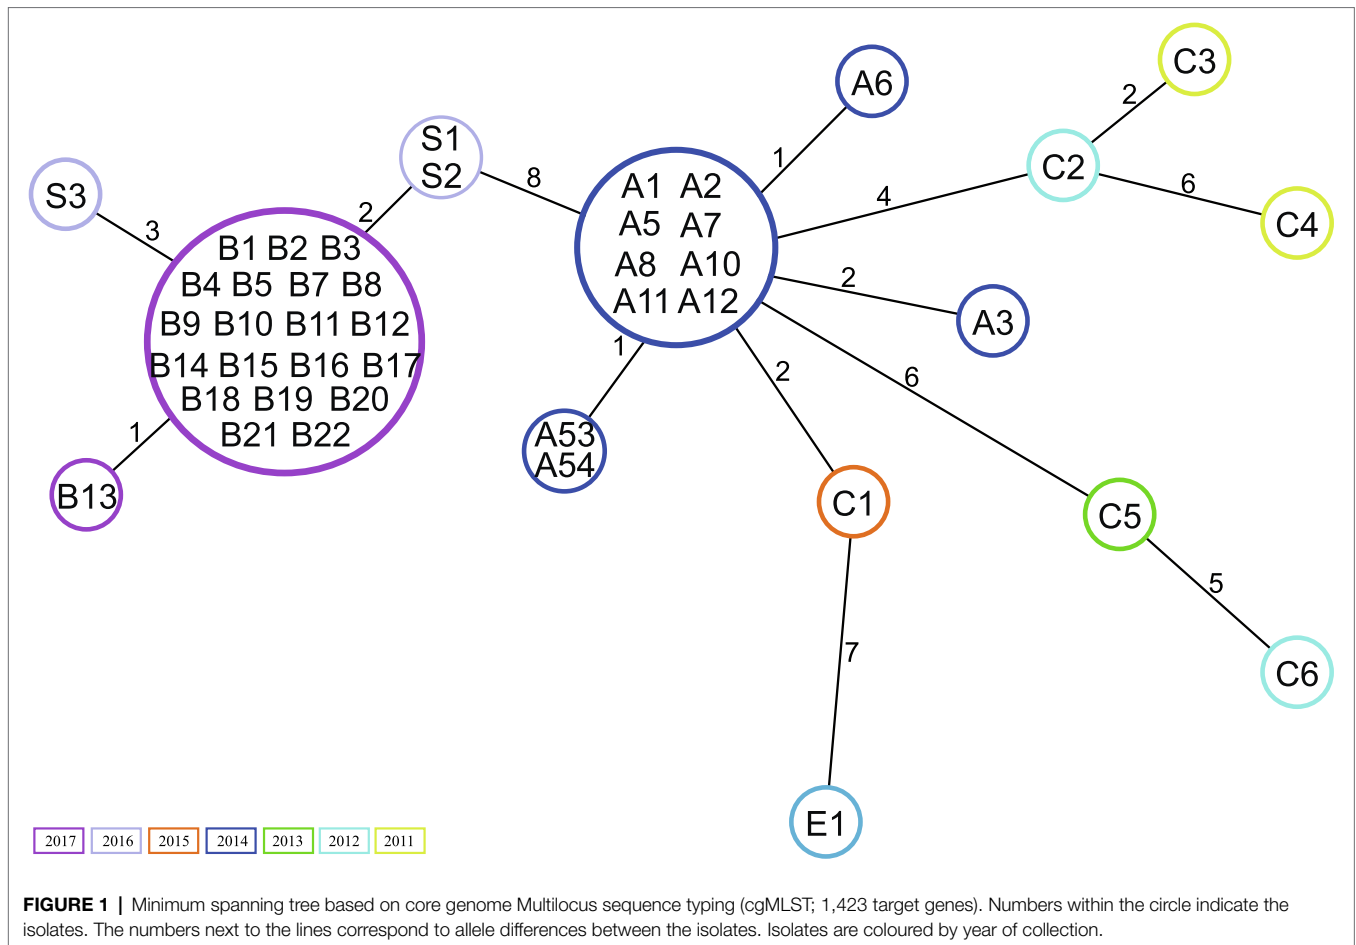 C3
A6
2
S1
S2
1
C2
8
6
S3
4
A1 A2
A5 A7
A8 A10
A11 A12
C4
3
2
B1 B2 B3
B4 B5 B7 B8
B9 B10 B11 B12
B14 B15 B16 B17
B18 B19 B20
B21 B22
2
A3
1
2
6
A53
A54
1
B13
C1
C5
5
7
C6
E1
2017 2016 2015 2014 2013 2012 2011
FIGURE 1 | Minimum spanning tree based on core genome Multilocus sequence typing (cgMLST; 1,423 target genes). Numbers within the circle indicate the
isolates. The numbers next to the lines correspond to allele differences between the isolates. Isolates are coloured by year of collection.